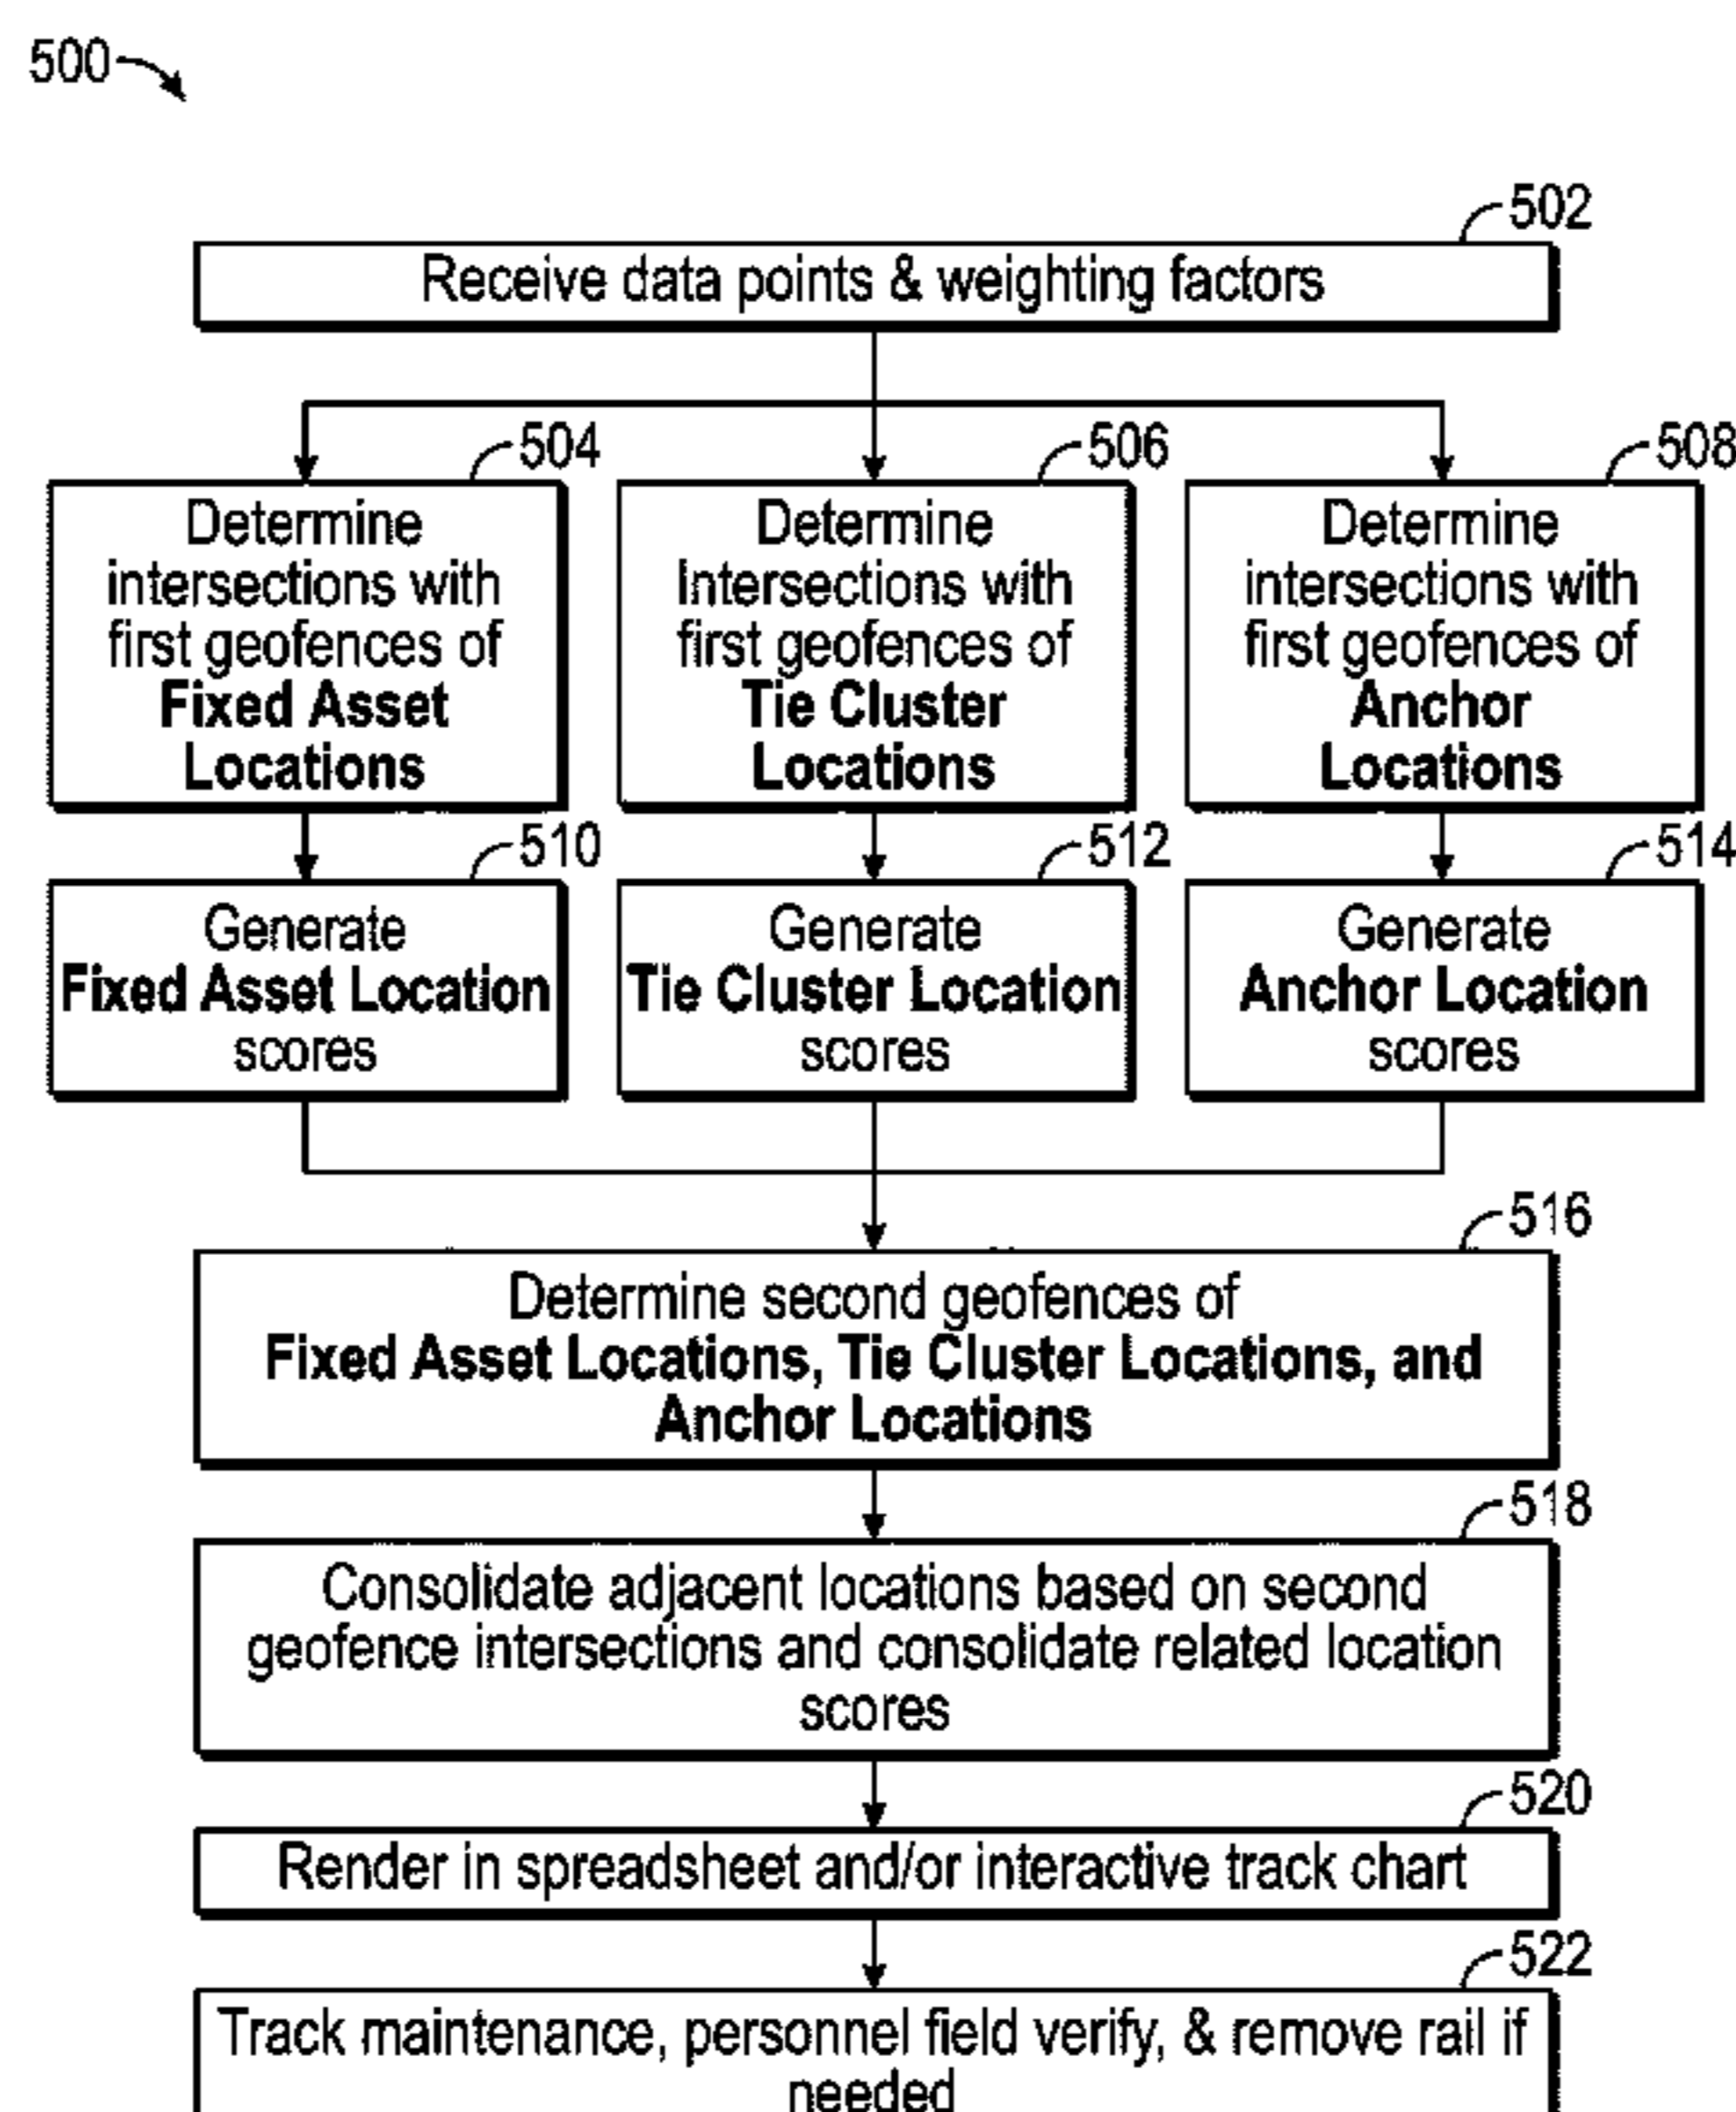 500
502
Receive data points & weighting factors
504
Determine
intersections with
first geofences of
Fixed Asset
Locations
506
Determine
Intersections with
first geofences of
Tie Cluster
Locations
508
Determine
intersections with
first geofences of
Anchor
Locations
510
Generate
Fixed Asset Location
scores
512
Generate
Tie Cluster Location
scores
514
Generate
Anchor Location
scores
516
Determine second geofences of
Fixed Asset Locations, Tie Cluster Locations, and
Anchor Locations
518
Consolidate adjacent locations based on second
geofence intersections and consolidate related location
scores
520
Render in spreadsheet and/or interactive track chart
522
Track maintenance, personnel field verify, & remove rail if
needed